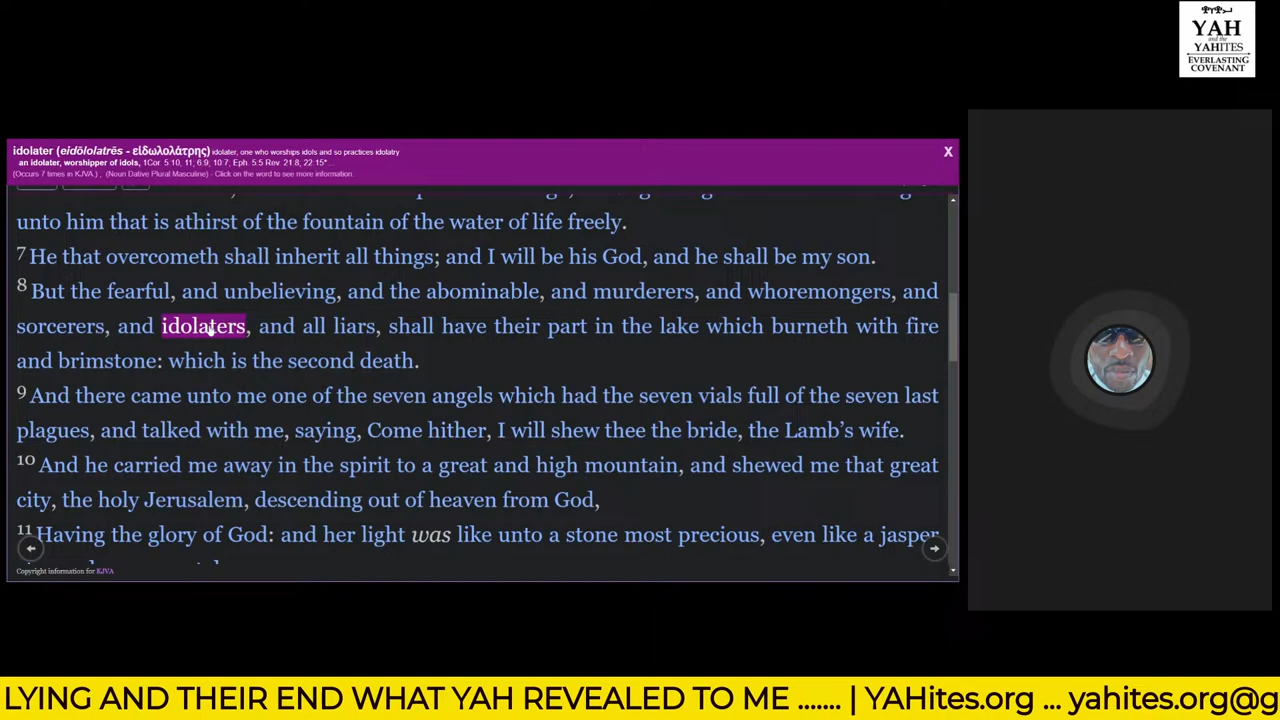 YAH
and the
YAHITES
EVERLASTING
COVENANT
idolater (eidōlolatrēs - εἰδωλολάτρης) idolater, one who worships idols and so practices idolatry
an idolater, worshipper of idols, 1Cor 5:10, 11; 6:9, 10:7, Eph. 5:5 Rev. 21:8, 22:15*...
(Occurs 7 times in KJVA.) , (Noun Dative Plural Masculine) - Click on the word to see more information.
X
unto him that is athirst of the fountain of the water of life freely.
7 He that overcometh shall inherit all things; and I will be his God, and he shall be my son.
8 But the fearful, and unbelieving, and the abominable, and murderers, and whoremongers, and
sorcerers, and idolaters, and all liars, shall have their part in the lake which burneth with fire
and brimstone: which is the second death.
9 And there came unto me one of the seven angels which had the seven vials full of the seven last
plagues, and talked with me, saying, Come hither, I will shew thee the bride, the Lamb’s wife.
10 And he carried me away in the spirit to a great and high mountain, and shewed me that great
city, the holy Jerusalem, descending out of heaven from God,
11 Having the glory of God: and her light was like unto a stone most precious, even like a jasper
Copyright information for KJVA
LYING AND THEIR END WHAT YAH REVEALED TO ME ....... | YAHites.org ... yahites.org@g